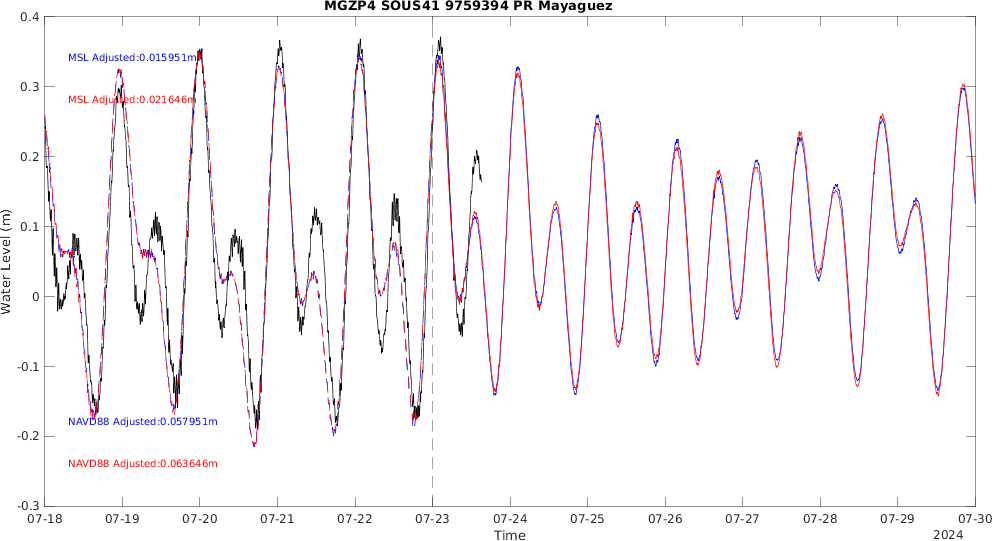 MGZP4 SOUS41 9759394 PR Mayaguez
0.4
0.3
0.2
0.1
0
-0.1
-0.2
-0.3
Water Level (m)
MSL Adjusted:0.015951m
MSL Adjusted:0.021646m
NAVD88 Adjusted:0.057951m
NAVD88 Adjusted:0.063646m
07-18 07-19 07-20 07-21 07-22 07-23 07-24 07-25 07-26 07-27 07-28 07-29 07-30
Time
2024